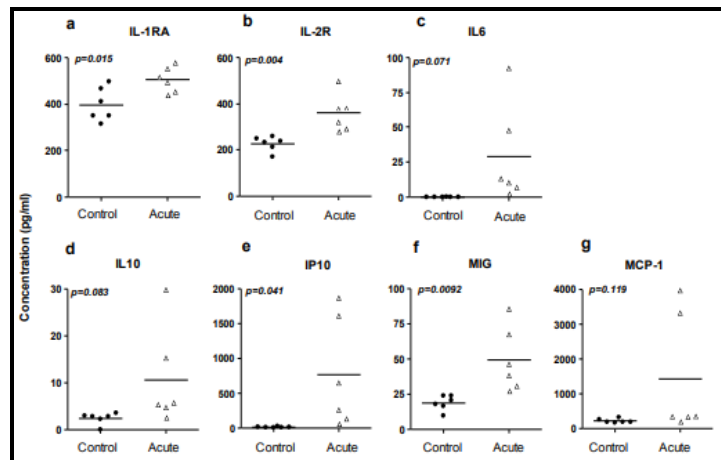 a b c
IL-1RA IL-2R IL6
p=0.015 p=0.004 p=0.071
600 600 100
400 400 75
50
200 200 25
0 0 0
Control Acute Control Acute Control Acute
Concentration (pg/ml)
d e f g
IL10 IP10 MIG MCP-1
p=0.083 p=0.041 p=0.0092 p=0.119
30 2000 100 4000
20 1500 75 3000
1000 50 2000
10 500 25 1000
0 0 0 0
Control Acute Control Acute Control Acute Control Acute